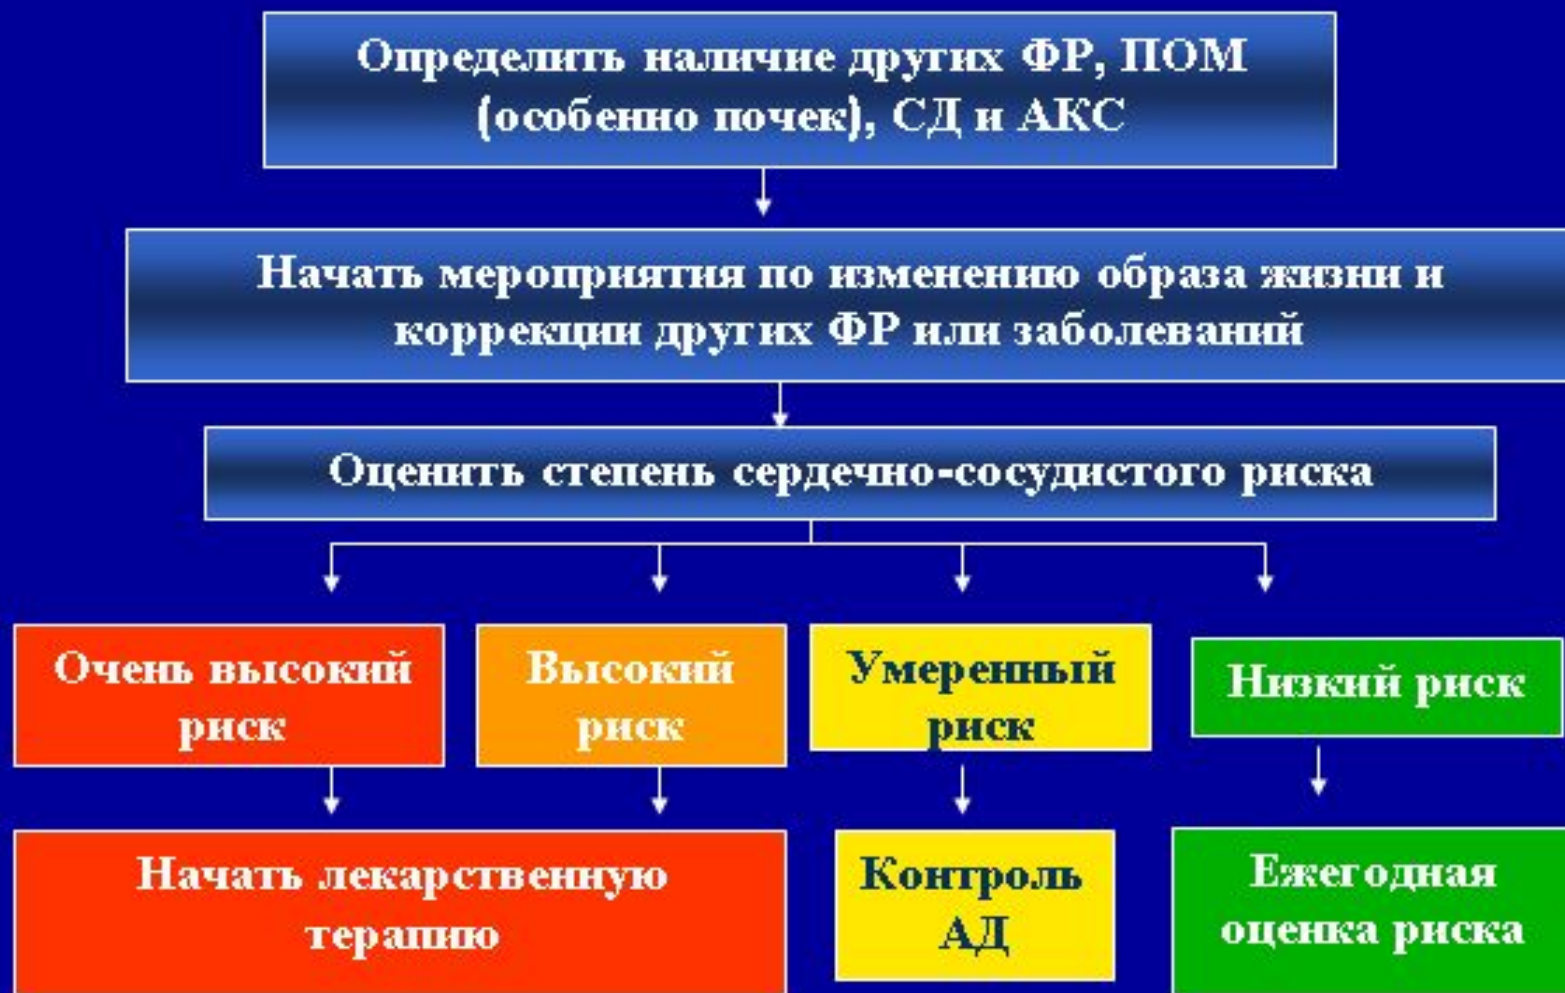 Определить наличие других ФР, ПОМ
(особенно почек), СД и АКС
Начать мероприятия по изменению образа жизни и
коррекции других ФР или заболеваний
Оценить степень сердечно-сосудистого риска
Очень высокий
риск
Высокий
риск
Умеренный
риск
Низкий риск
Начать лекарственную
терапию
Контроль
АД
Ежегодная
оценка риска